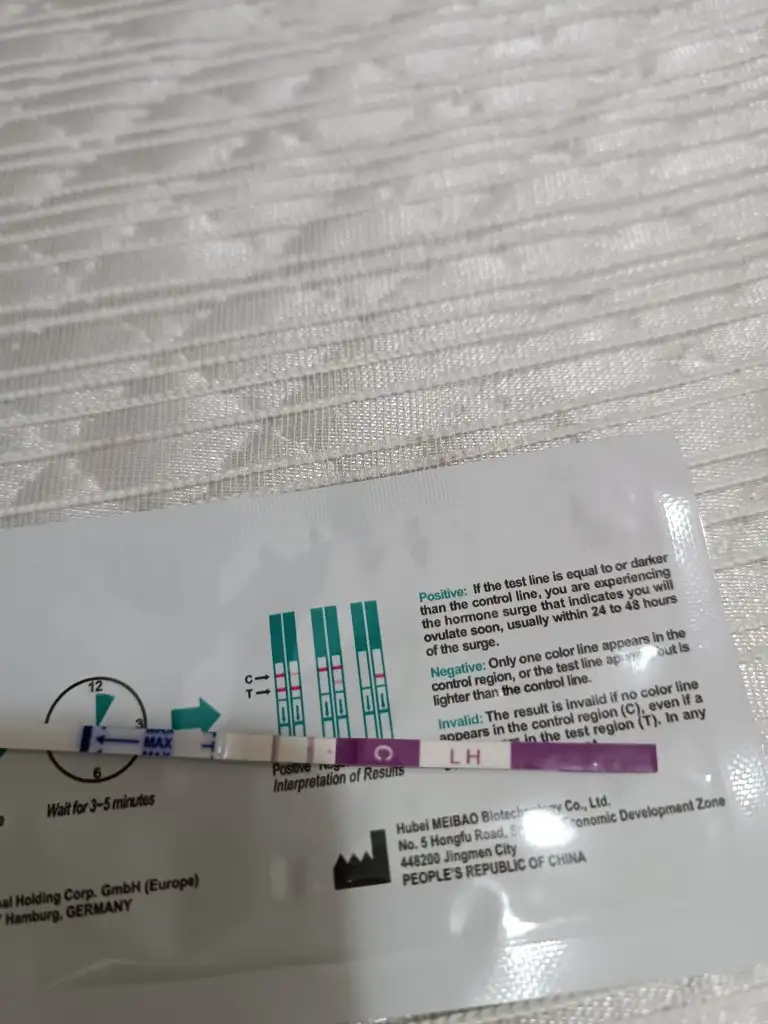 Positive: If the test line is equal to or darker
than the control line, you are experiencing
the hormone surge that indicates you will
ovulate soon, usually within 24 to 48 hours
of the surge.
Negative: Only one color line appears in the
control region, or the test line but is
lighter than the control line.
Invalid: The result is invalid if no color line
appears in the control region (C), even if a
in the test region (T). In any
C
T
12
3
6
MAX
C
LH
Wait for 3~5 minutes
Positive
Interpretation of Results
Hubei MEIBAO Co., Ltd.
No. 5 Hongfu Road, Economic Development Zone
448200 Jingmen City
PEOPLE'S REPUBLIC OF CHINA
Holding Corp. GmbH (Europe)
Hamburg, GERMANY